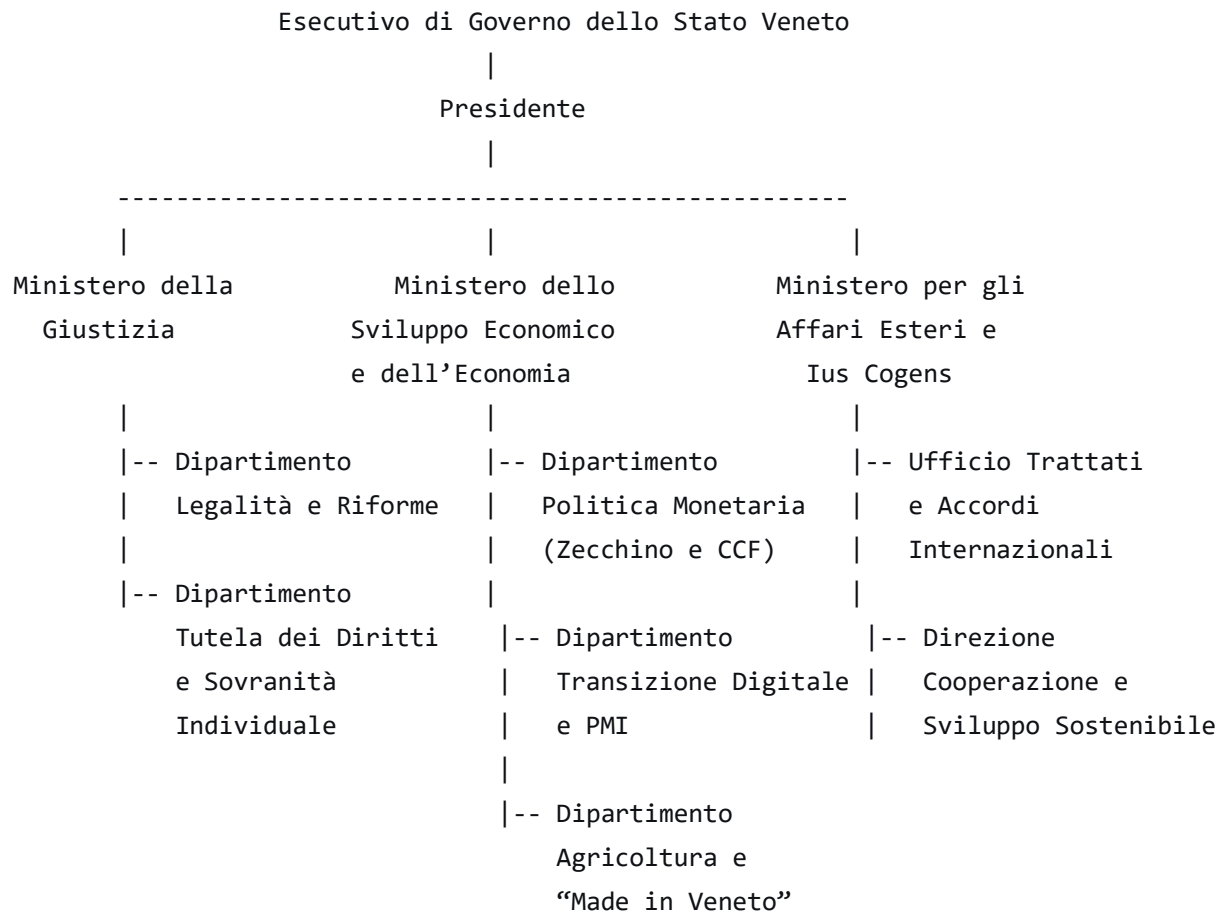 Esecutivo di Governo dello Stato Veneto
|
Presidente
|
--------------------------------------------------
| | |
Ministero della Ministero dello Ministero per gli
Giustizia Sviluppo Economico Affari Esteri e
e dell’Economia Ius Cogens
| | |
|-- Dipartimento |-- Dipartimento |-- Ufficio Trattati
| Legalità e Riforme | Politica Monetaria | e Accordi
| | (Zecchino e CCF) | Internazionali
|-- Dipartimento | |
Tutela dei Diritti |-- Dipartimento |-- Direzione
e Sovranità | Transizione Digitale | Cooperazione e
Individuale | e PMI | Sviluppo Sostenibile
|
|-- Dipartimento
Agricoltura e
“Made in Veneto”